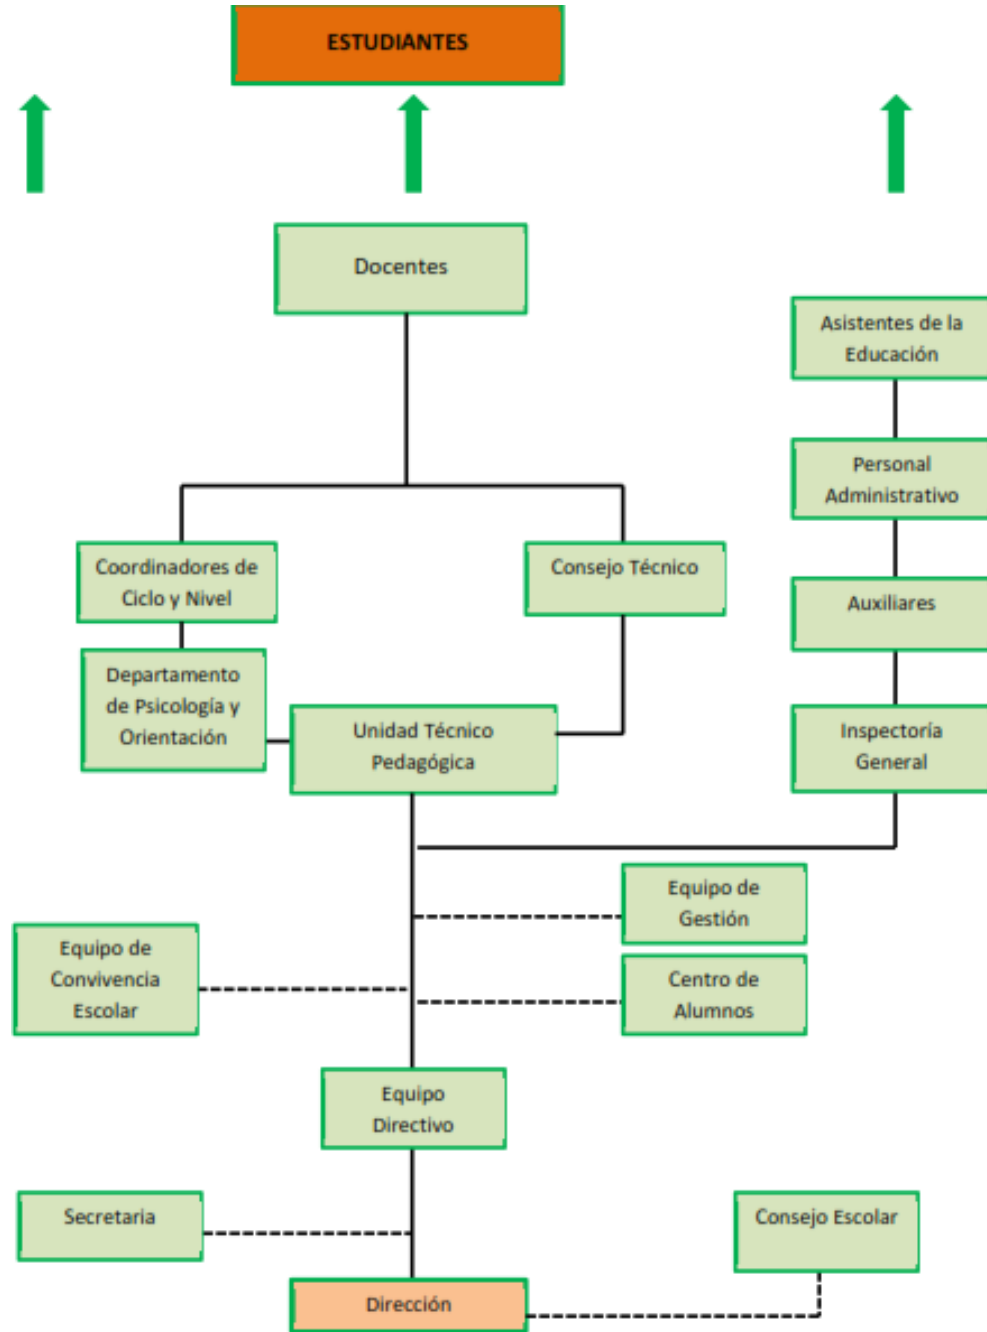 ESTUDIANTES
Docentes
Asistentes de la
Educación
Personal
Administrativo
Coordinadores de
Ciclo y Nivel
Consejo Técnico
Auxiliares
Departamento
de Psicología y
Orientación
Unidad Técnico
Pedagógica
Inspectoría
General
Equipo de
Gestión
Equipo de
Convivencia
Escolar
Centro de
Alumnos
Equipo
Directivo
Secretaria
Consejo Escolar
Dirección